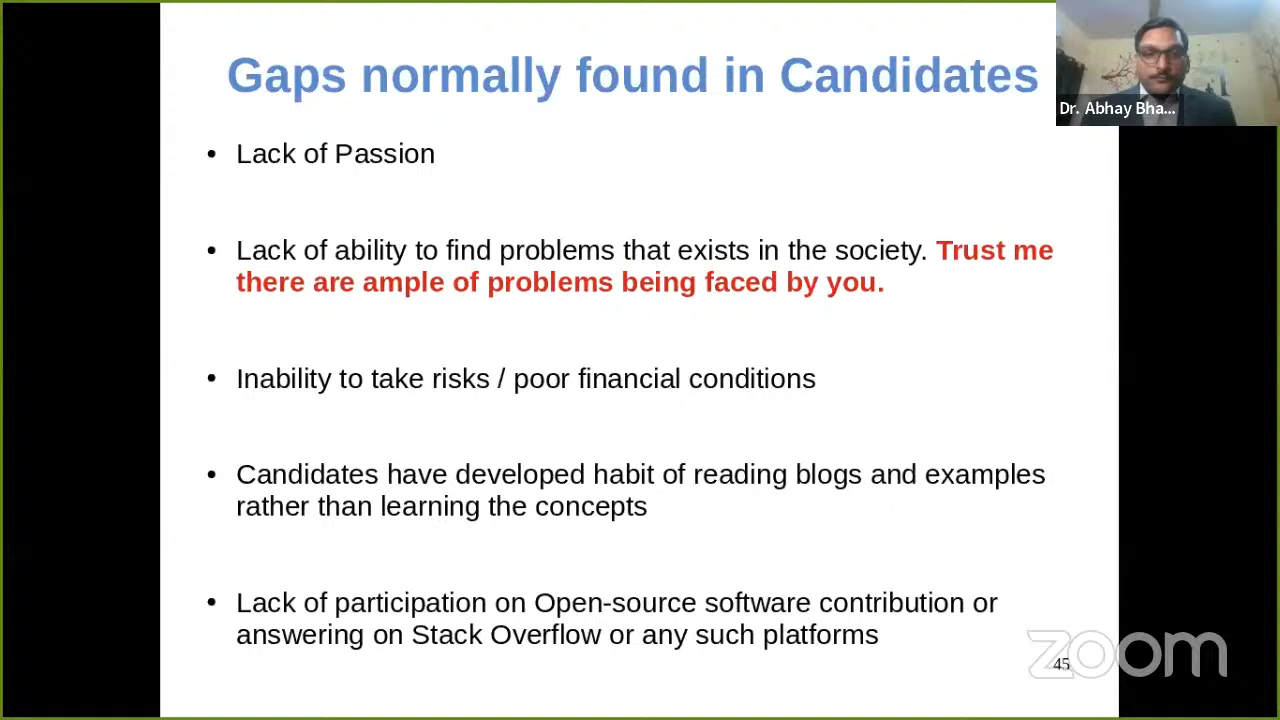 Gaps normally found in Candidates
Dr. Abhay Bha...
• Lack of Passion
• Lack of ability to find problems that exists in the society. Trust me
there are ample of problems being faced by you.
• Inability to take risks / poor financial conditions
• Candidates have developed habit of reading blogs and examples
rather than learning the concepts
• Lack of participation on Open-source software contribution or
answering on Stack Overflow or any such platforms
zoom
45